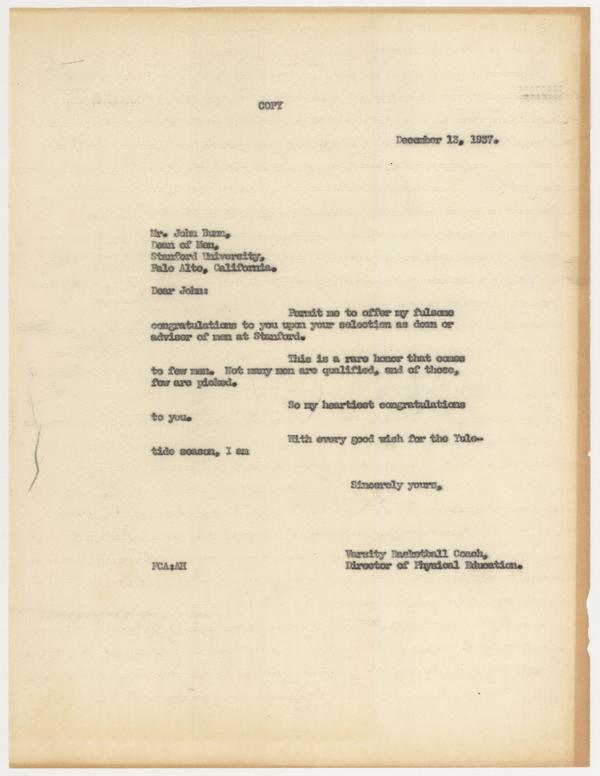 COPY
December 13, 1937.
Mr. John Bunn,
Dean of Men,
Stanford University,
Palo Alto, California.
Dear John:
Permit me to offer my fulsome
congratulations to you upon your selection as dean or
adviser of men at Stanford.
This is a rare honor that comes
to few men. Not many men are qualified, and of those,
few are picked.
So my heartiest congratulations
to you.
With every good wish for the Yule-
tide season, I am
Sincerely yours,
Varsity Basketball Coach,
FCA:AH Director of Physical Education.